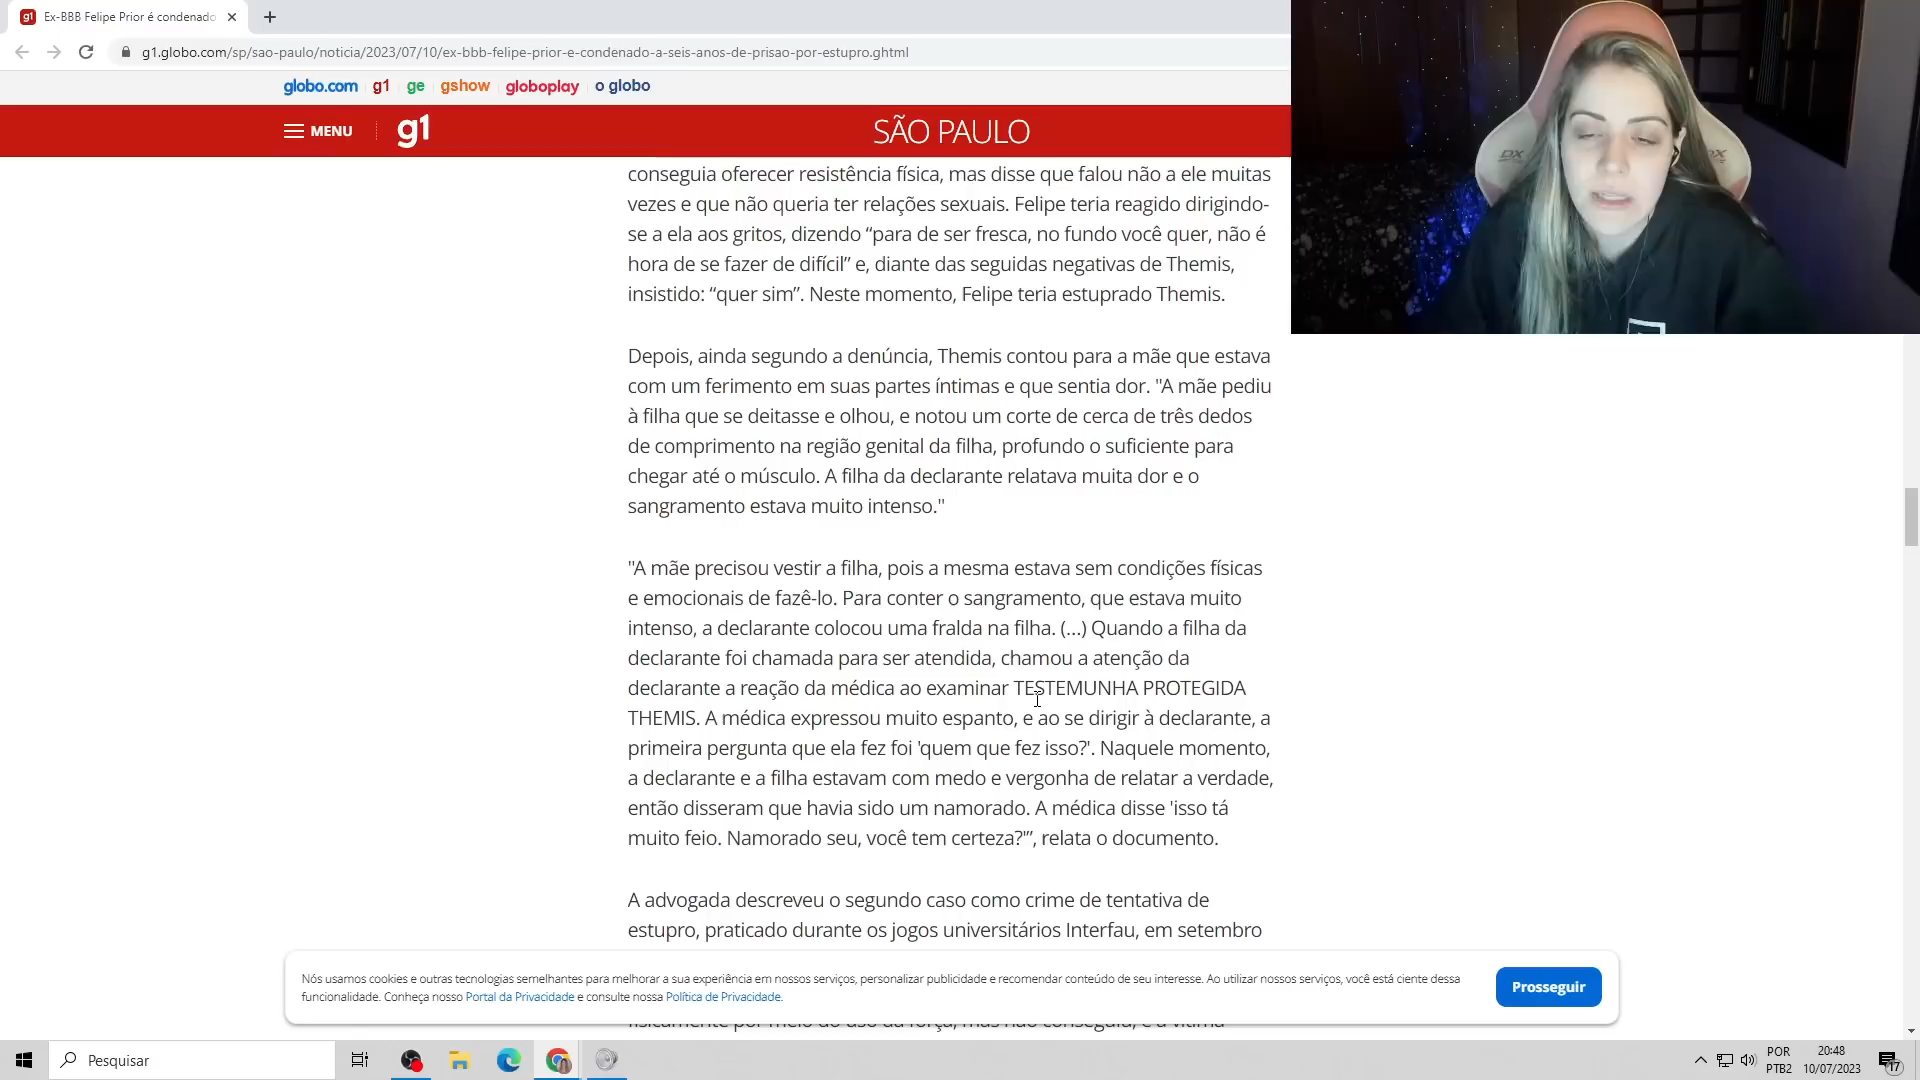 Ex-BBB Felipe Prior é condenado
g1.globo.com/sp/sao-paulo/noticia/2023/07/10/ex-bbb-felipe-prior-e-condenado-a-seis-anos-de-prisao-por-estupro.ghtml
globo.com g1 ge gshow globoplay o globo
MENU g1 SÃO PAULO
conseguia oferecer resistência física, mas disse que falou não a ele muitas
vezes e que não queria ter relações sexuais. Felipe teria reagido dirigindo-
se a ela aos gritos, dizendo “para de ser fresca, no fundo você quer, não é
hora de se fazer de difícil” e, diante das seguidas negativas de Themis,
insistido: “quer sim”. Neste momento, Felipe teria estuprado Themis.
Depois, ainda segundo a denúncia, Themis contou para a mãe que estava
com um ferimento em suas partes íntimas e que sentia dor. "A mãe pediu
à filha que se deitasse e olhou, e notou um corte de cerca de três dedos
de comprimento na região genital da filha, profundo o suficiente para
chegar até o músculo. A filha da declarante relatava muita dor e o
sangramento estava muito intenso."
"A mãe precisou vestir a filha, pois a mesma estava sem condições físicas
e emocionais de fazê-lo. Para conter o sangramento, que estava muito
intenso, a declarante colocou uma fralda na filha. (...) Quando a filha da
declarante foi chamada para ser atendida, chamou a atenção da
declarante a reação da médica ao examinar TESTEMUNHA PROTEGIDA
THEMIS. A médica expressou muito espanto, e ao se dirigir à declarante, a
primeira pergunta que ela fez foi 'quem que fez isso?'. Naquele momento,
a declarante e a filha estavam com medo e vergonha de relatar a verdade,
então disseram que havia sido um namorado. A médica disse 'isso tá
muito feio. Namorado seu, você tem certeza?'”, relata o documento.
A advogada descreveu o segundo caso como crime de tentativa de
estupro, praticado durante os jogos universitários Interfau, em setembro
Nós usamos cookies e outras tecnologias semelhantes para melhorar a sua experiência em nossos serviços, personalizar publicidade e recomendar conteúdo de seu interesse. Ao utilizar nossos serviços, você está ciente dessa
funcionalidade. Conheça nosso Portal da Privacidade e consulte nossa Política de Privacidade.
Prosseguir
fisicamente por meio do uso da força, mas não conseguiu, e a vítima
Pesquisar
POR
PTB2
20:48
10/07/2023
17